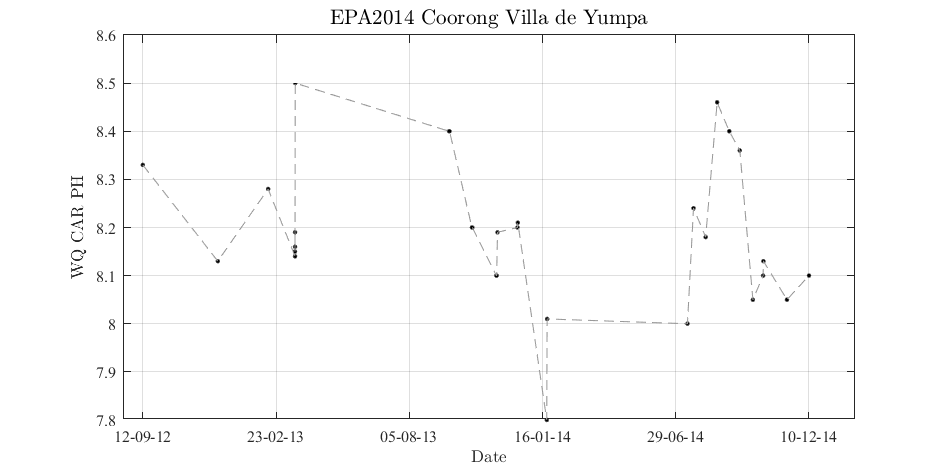 EPA2014 Coorong Villa de Yumpa
8.6
8.5
8.4
8.3
8.2
8.1
8
7.9
7.8
WQ CAR PH
12-09-12 23-02-13 05-08-13 16-01-14 29-06-14 10-12-14
Date